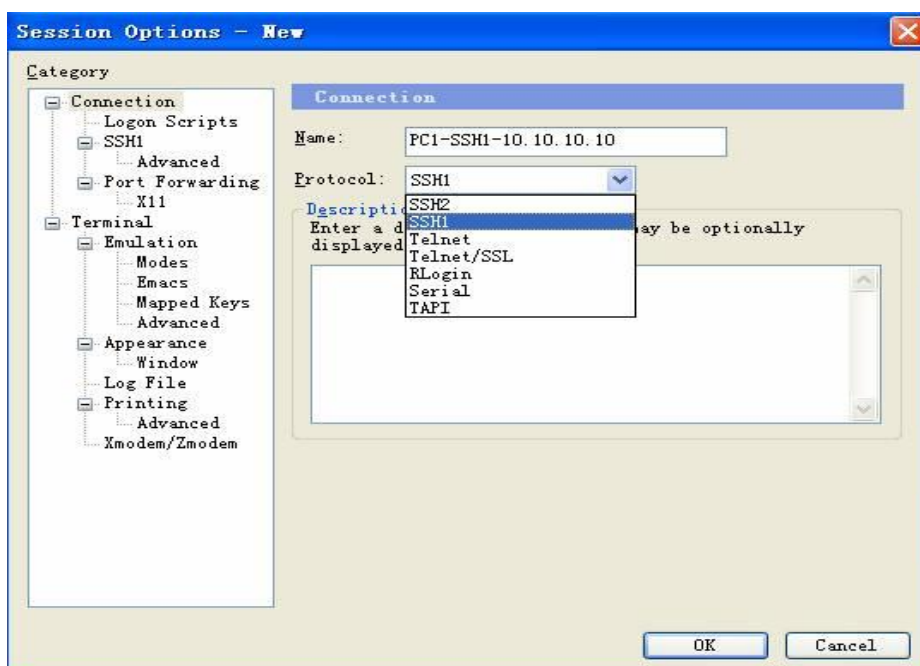 Session Options - New
Category
Connection
Logon Scripts
SSH1
Advanced
Port Forwarding
X11
Terminal
Emulation
Modes
Emacs
Mapped Keys
Advanced
Appearance
Window
Log File
Printing
Advanced
Xmodem/Zmodem
Connection
Name: PC1-SSH1-10.10.10.10
Protocol: SSH1
SSH2
SSH1
Telnet
Telnet/SSL
RLogin
Serial
TAPI
Descripti
Enter a d ay be optionally
displayed
OK Cancel